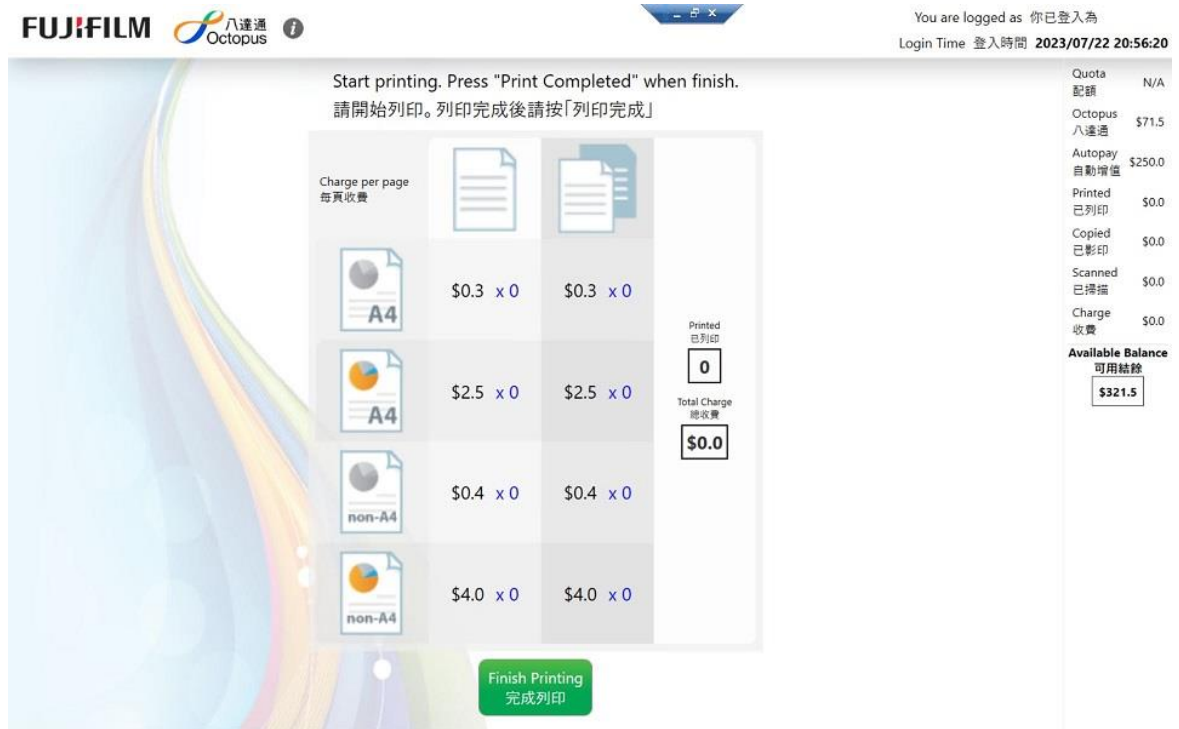 FUJIFILM
八達通
Octopus
i
You are logged as 你已登入為
Login Time 登入時間 2023/07/22 20:56:20
Start printing. Press "Print Completed" when finish.
請開始列印。列印完成後請按「列印完成」
Charge per page
每頁收費
A4
$0.3 x 0
$0.3 x 0
A4
$2.5 x 0
$2.5 x 0
non-A4
$0.4 x 0
$0.4 x 0
non-A4
$4.0 x 0
$4.0 x 0
Printed
已列印
0
Total Charge
總收費
$0.0
Finish Printing
完成列印
Quota
配額
N/A
Octopus
八達通
$71.5
Autopay
自動增值
$250.0
Printed
已列印
$0.0
Copied
已影印
$0.0
Scanned
已掃描
$0.0
Charge
收費
$0.0
Available Balance
可用結餘
$321.5